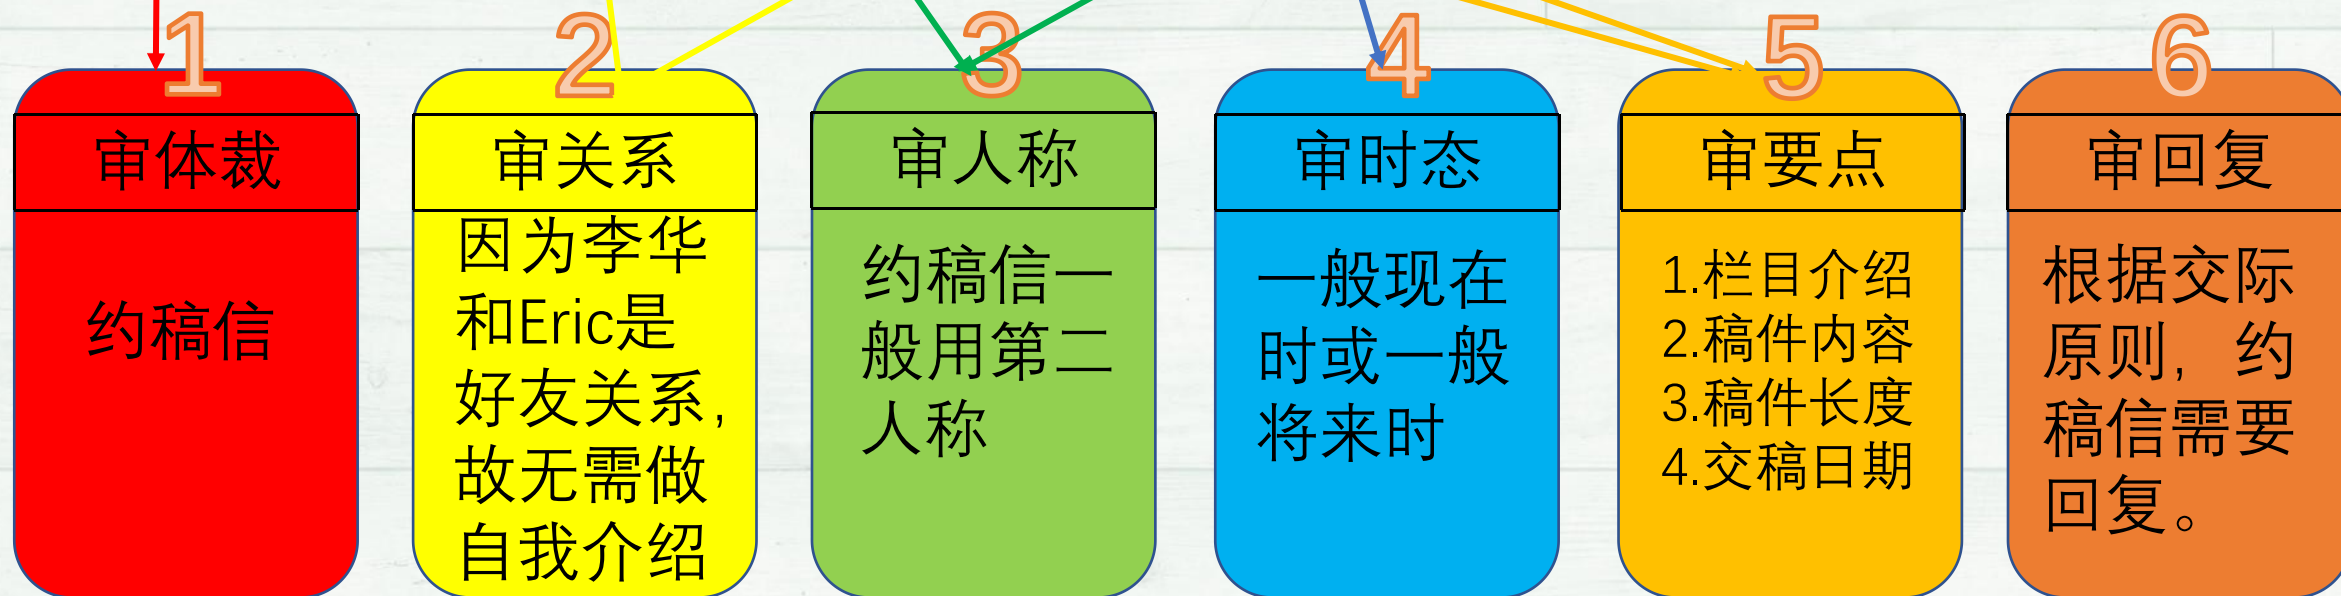 1
审体裁
约稿信
2
审关系
因为李华
和Eric是
好友关系,
故无需做
自我介绍
3
审人称
约稿信一
般用第二
人称
4
审时态
一般现在
时或一般
将来时
5
审要点
1.栏目介绍
2.稿件内容
3.稿件长度
4.交稿日期
6
审回复
根据交际
原则,约
稿信需要
回复。